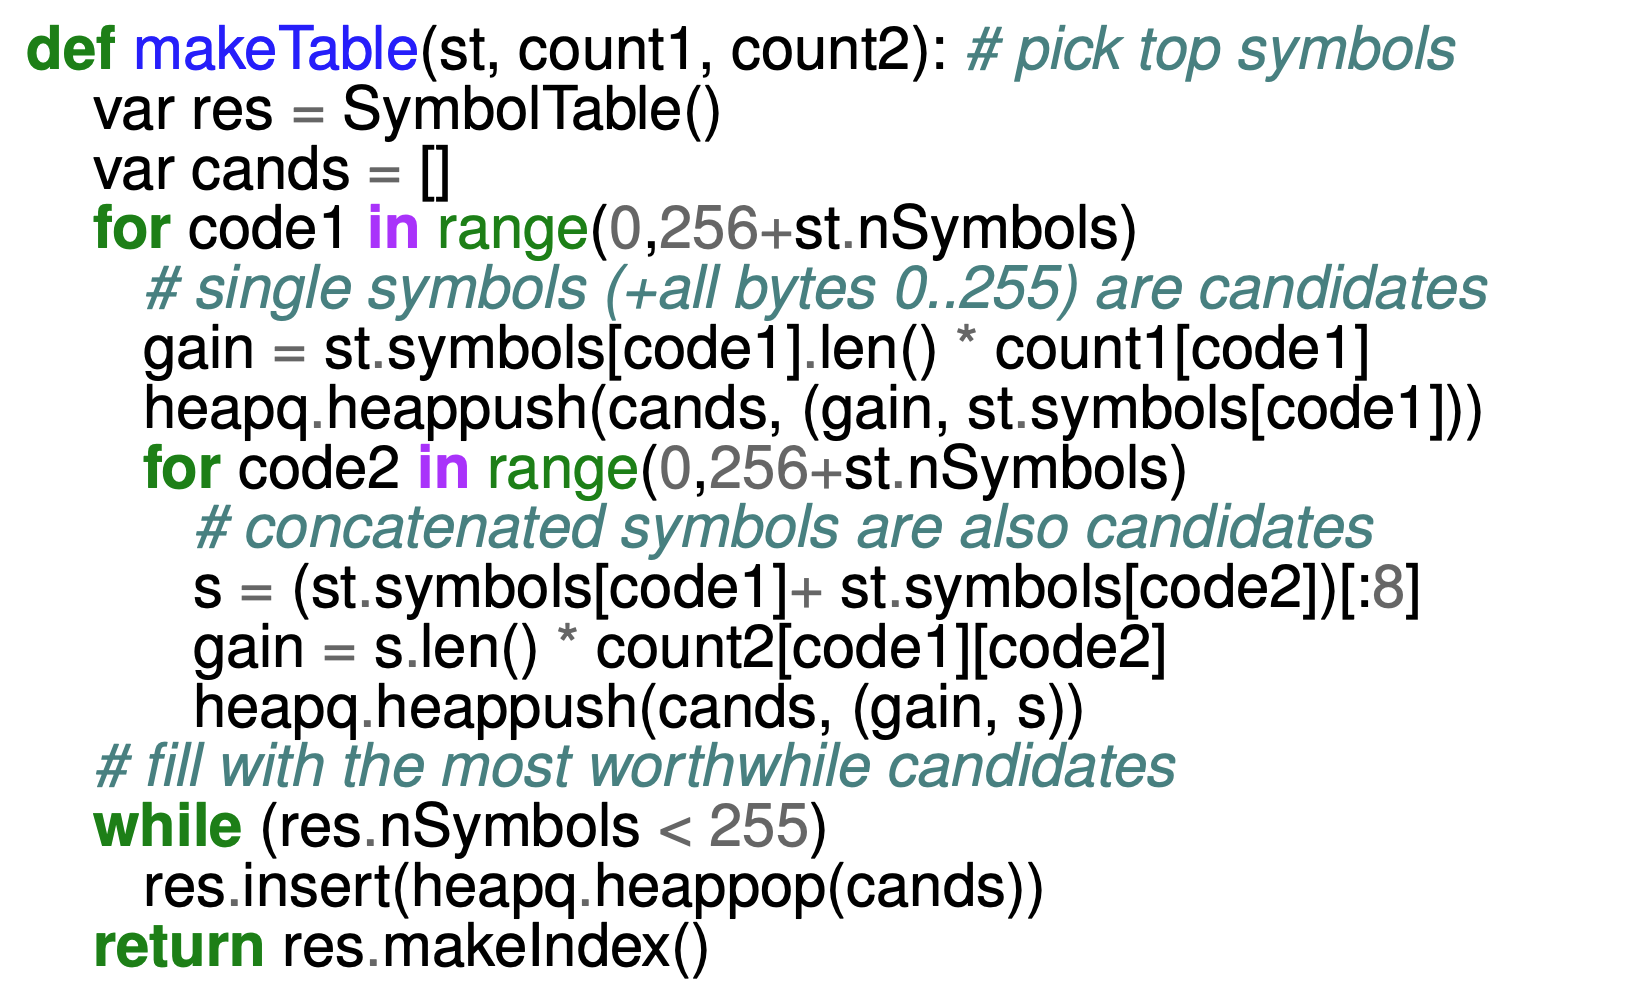 def makeTable(st, count1, count2): # pick top symbols
var res = SymbolTable()
var cands = []
for code1 in range(0,256+st.nSymbols)
# single symbols (+all bytes 0..255) are candidates
gain = st.symbols[code1].len() * count1[code1]
heapq.heappush(cands, (gain, st.symbols[code1]))
for code2 in range(0,256+st.nSymbols)
# concatenated symbols are also candidates
s = (st.symbols[code1]+ st.symbols[code2])[:8]
gain = s.len() * count2[code1][code2]
heapq.heappush(cands, (gain, s))
# fill with the most worthwhile candidates
while (res.nSymbols < 255)
res.insert(heapq.heappop(cands))
return res.makeIndex()